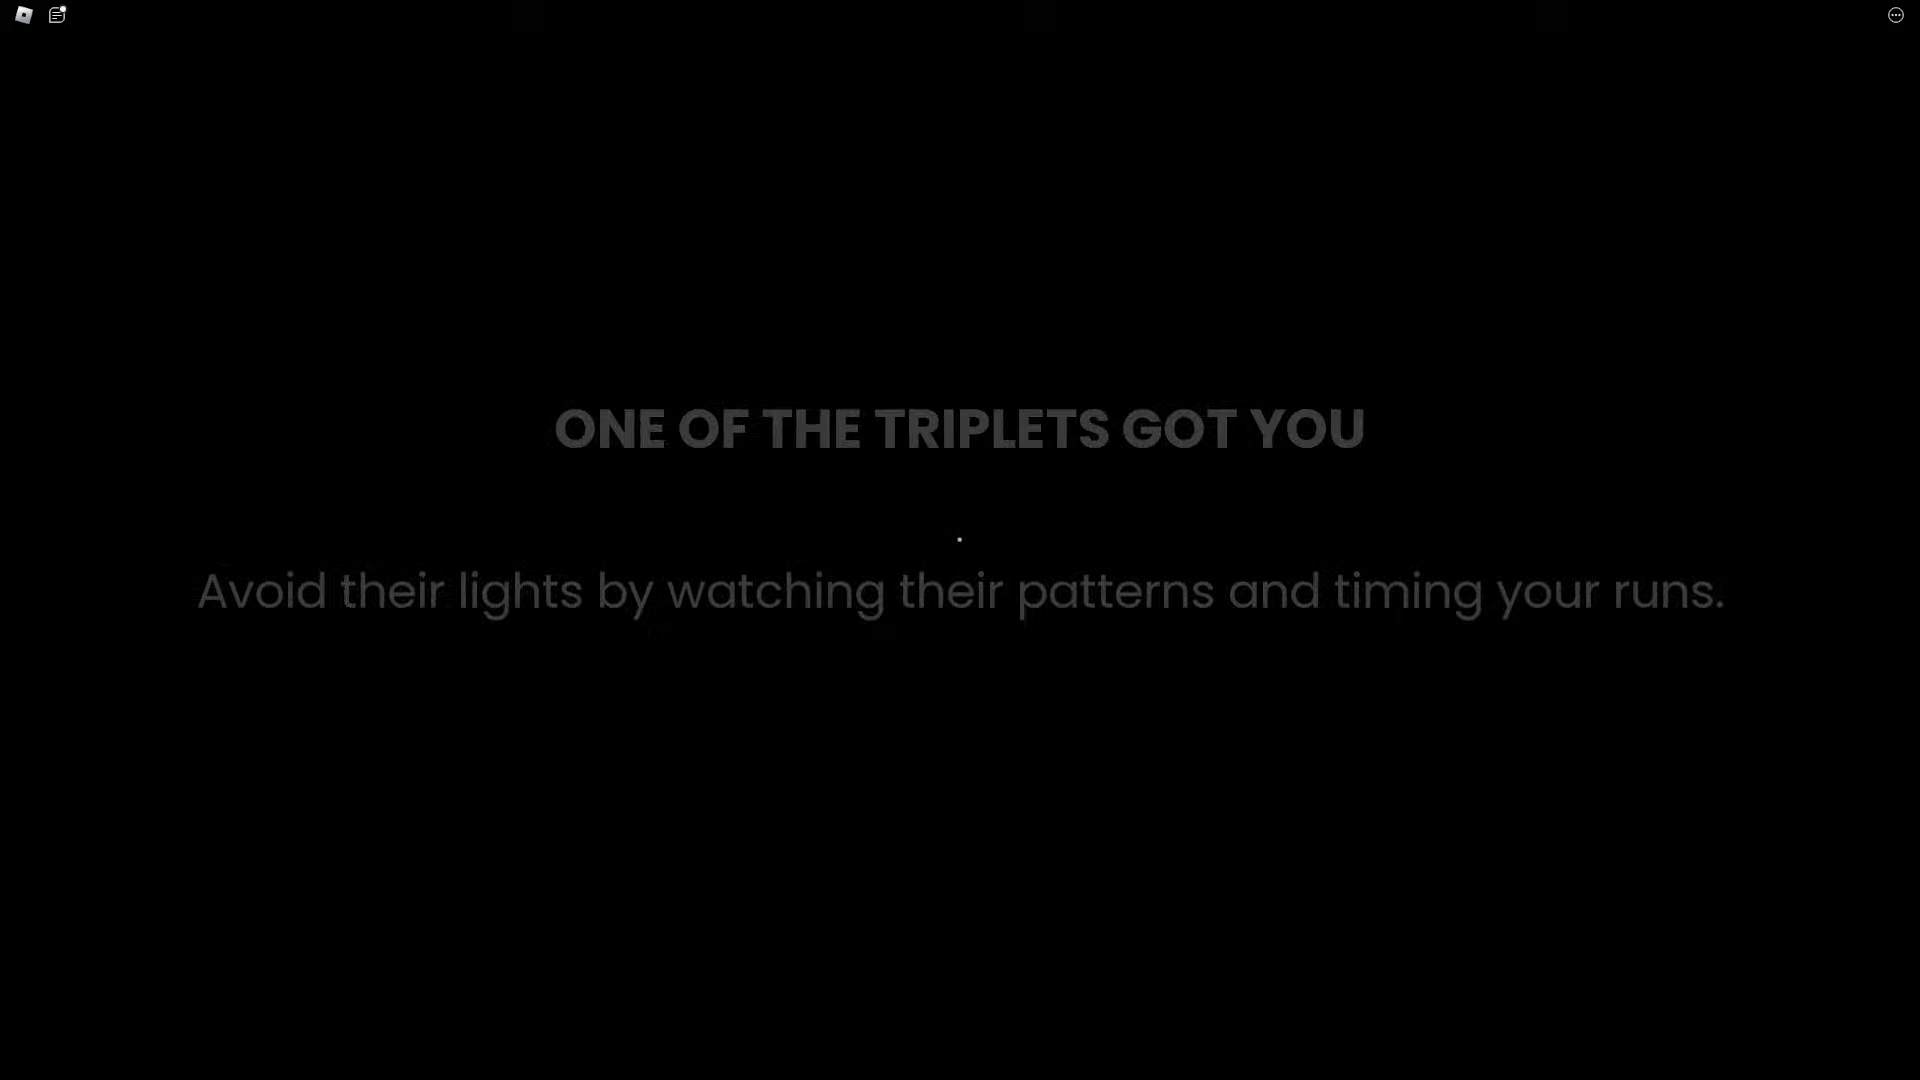 ONE OF THE TRIPLETS GOT YOU
Avoid their lights by watching their patterns and timing your runs.